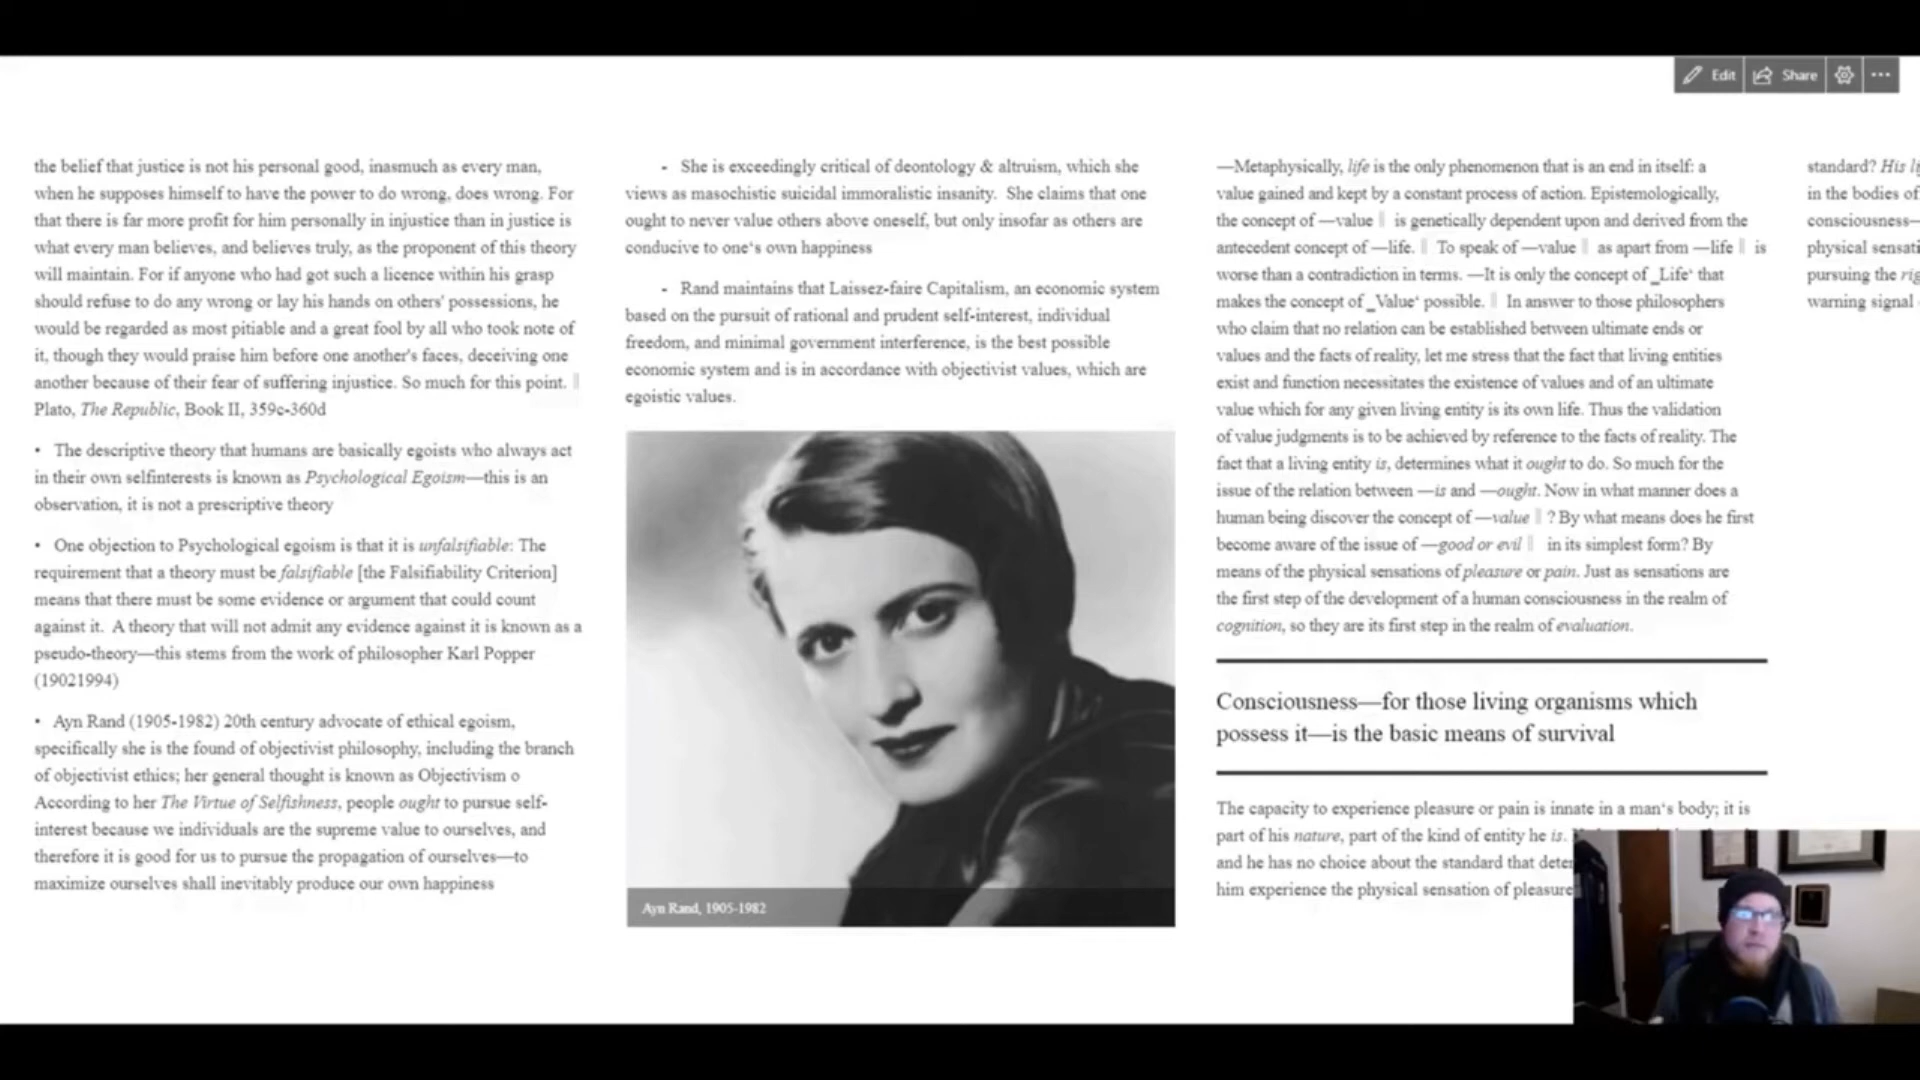 Edit Share
the belief that justice is not his personal good, inasmuch as every man,
when he supposes himself to have the power to do wrong, does wrong. For
that there is far more profit for him personally in injustice than in justice is
what every man believes, and believes truly, as the proponent of this theory
will maintain. For if anyone who had got such a licence within his grasp
should refuse to do any wrong or lay his hands on others' possessions, he
would be regarded as most pitiable and a great fool by all who took note of
it, though they would praise him before one another's faces, deceiving one
another because of their fear of suffering injustice. So much for this point. ‖
Plato, The Republic, Book II, 359c-360d
• The descriptive theory that humans are basically egoists who always act
in their own selfinterests is known as Psychological Egoism—this is an
observation, it is not a prescriptive theory
• One objection to Psychological egoism is that it is unfalsifiable: The
requirement that a theory must be falsifiable [the Falsifiability Criterion]
means that there must be some evidence or argument that could count
against it. A theory that will not admit any evidence against it is known as a
pseudo-theory—this stems from the work of philosopher Karl Popper
(19021994)
• Ayn Rand (1905-1982) 20th century advocate of ethical egoism,
specifically she is the found of objectivist philosophy, including the branch
of objectivist ethics; her general thought is known as Objectivism o
According to her The Virtue of Selfishness, people ought to pursue self-
interest because we individuals are the supreme value to ourselves, and
therefore it is good for us to pursue the propagation of ourselves—to
maximize ourselves shall inevitably produce our own happiness
- She is exceedingly critical of deontology & altruism, which she
views as masochistic suicidal immoralistic insanity. She claims that one
ought to never value others above oneself, but only insofar as others are
conducive to one‘s own happiness
- Rand maintains that Laissez-faire Capitalism, an economic system
based on the pursuit of rational and prudent self-interest, individual
freedom, and minimal government interference, is the best possible
economic system and is in accordance with objectivist values, which are
egoistic values.
Ayn Rand, 1905-1982
—Metaphysically, life is the only phenomenon that is an end in itself: a
value gained and kept by a constant process of action. Epistemologically,
the concept of —value‖ is genetically dependent upon and derived from the
antecedent concept of —life.‖ To speak of —value‖ as apart from —life‖ is
worse than a contradiction in terms. —It is only the concept of _Life‘ that
makes the concept of _Value‘ possible.‖ In answer to those philosophers
who claim that no relation can be established between ultimate ends or
values and the facts of reality, let me stress that the fact that living entities
exist and function necessitates the existence of values and of an ultimate
value which for any given living entity is its own life. Thus the validation
of value judgments is to be achieved by reference to the facts of reality. The
fact that a living entity is, determines what it ought to do. So much for the
issue of the relation between —is and —ought. Now in what manner does a
human being discover the concept of —value‖? By what means does he first
become aware of the issue of —good or evil‖ in its simplest form? By
means of the physical sensations of pleasure or pain. Just as sensations are
the first step of the development of a human consciousness in the realm of
cognition, so they are its first step in the realm of evaluation.
Consciousness—for those living organisms which
possess it—is the basic means of survival
The capacity to experience pleasure or pain is innate in a man‘s body; it is
part of his nature, part of the kind of entity he is.
and he has no choice about the standard that deter
him experience the physical sensation of pleasure
standard? His li
in the bodies of
consciousness—
physical sensati
pursuing the rig
warning signal